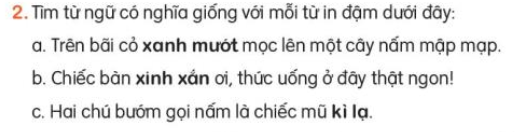 2. Tìm từ ngữ có nghĩa giống với mỗi từ in đậm dưới đây:
a. Trên bãi cỏ xanh mướt mọc lên một cây nấm mập mạp.
b. Chiếc bàn xinh xắn ơi, thức uống ở đây thật ngon!
c. Hai chú bướm gọi nấm là chiếc mũ kì lạ.